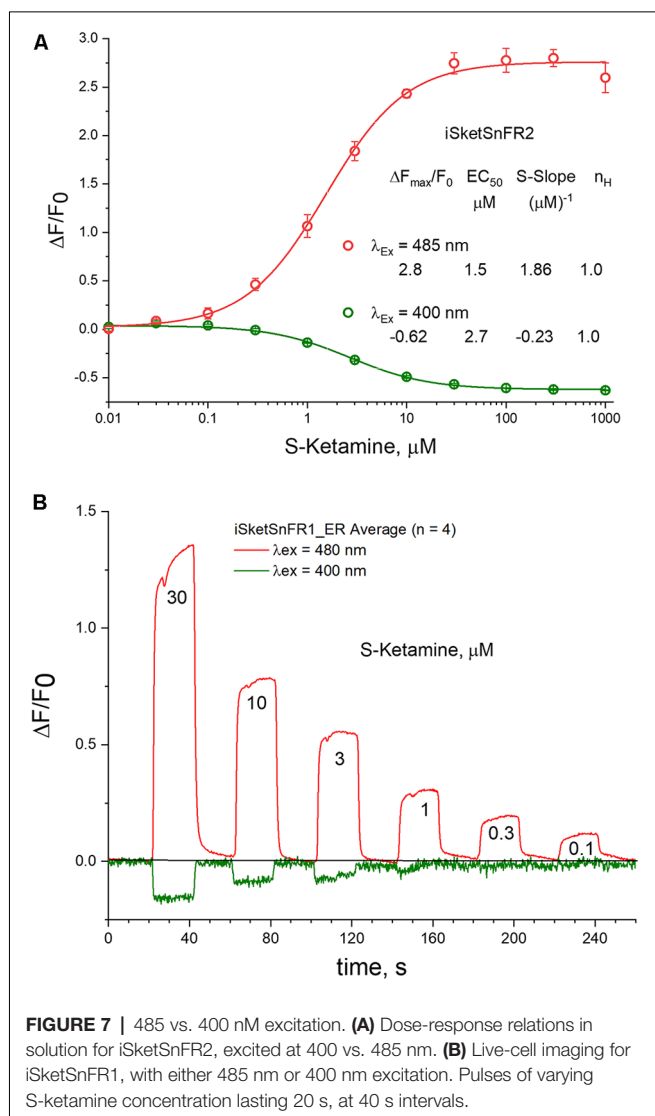 A
3.0
2.5
2.0
1.5
1.0
0.5
0.0
-0.5
ΔF/F0
iSketSnFR2
ΔFmax/F0 EC50 S-Slope nH
μM (μM)-1
λEx = 485 nm
2.8 1.5 1.86 1.0
λEx = 400 nm
-0.62 2.7 -0.23 1.0
0.01 0.1 1 10 100 1000
S-Ketamine, μM
B
1.5
1.0
0.5
0.0
ΔF/F0
iSketSnFR1_ER Average (n = 4)
λex = 480 nm
λex = 400 nm
S-Ketamine, μM
30
10
3
1
0.3
0.1
0 40 80 120 160 200 240
time, s
FIGURE 7 | 485 vs. 400 nM excitation. (A) Dose-response relations in
solution for iSketSnFR2, excited at 400 vs. 485 nm. (B) Live-cell imaging for
iSketSnFR1, with either 485 nm or 400 nm excitation. Pulses of varying
S-ketamine concentration lasting 20 s, at 40 s intervals.